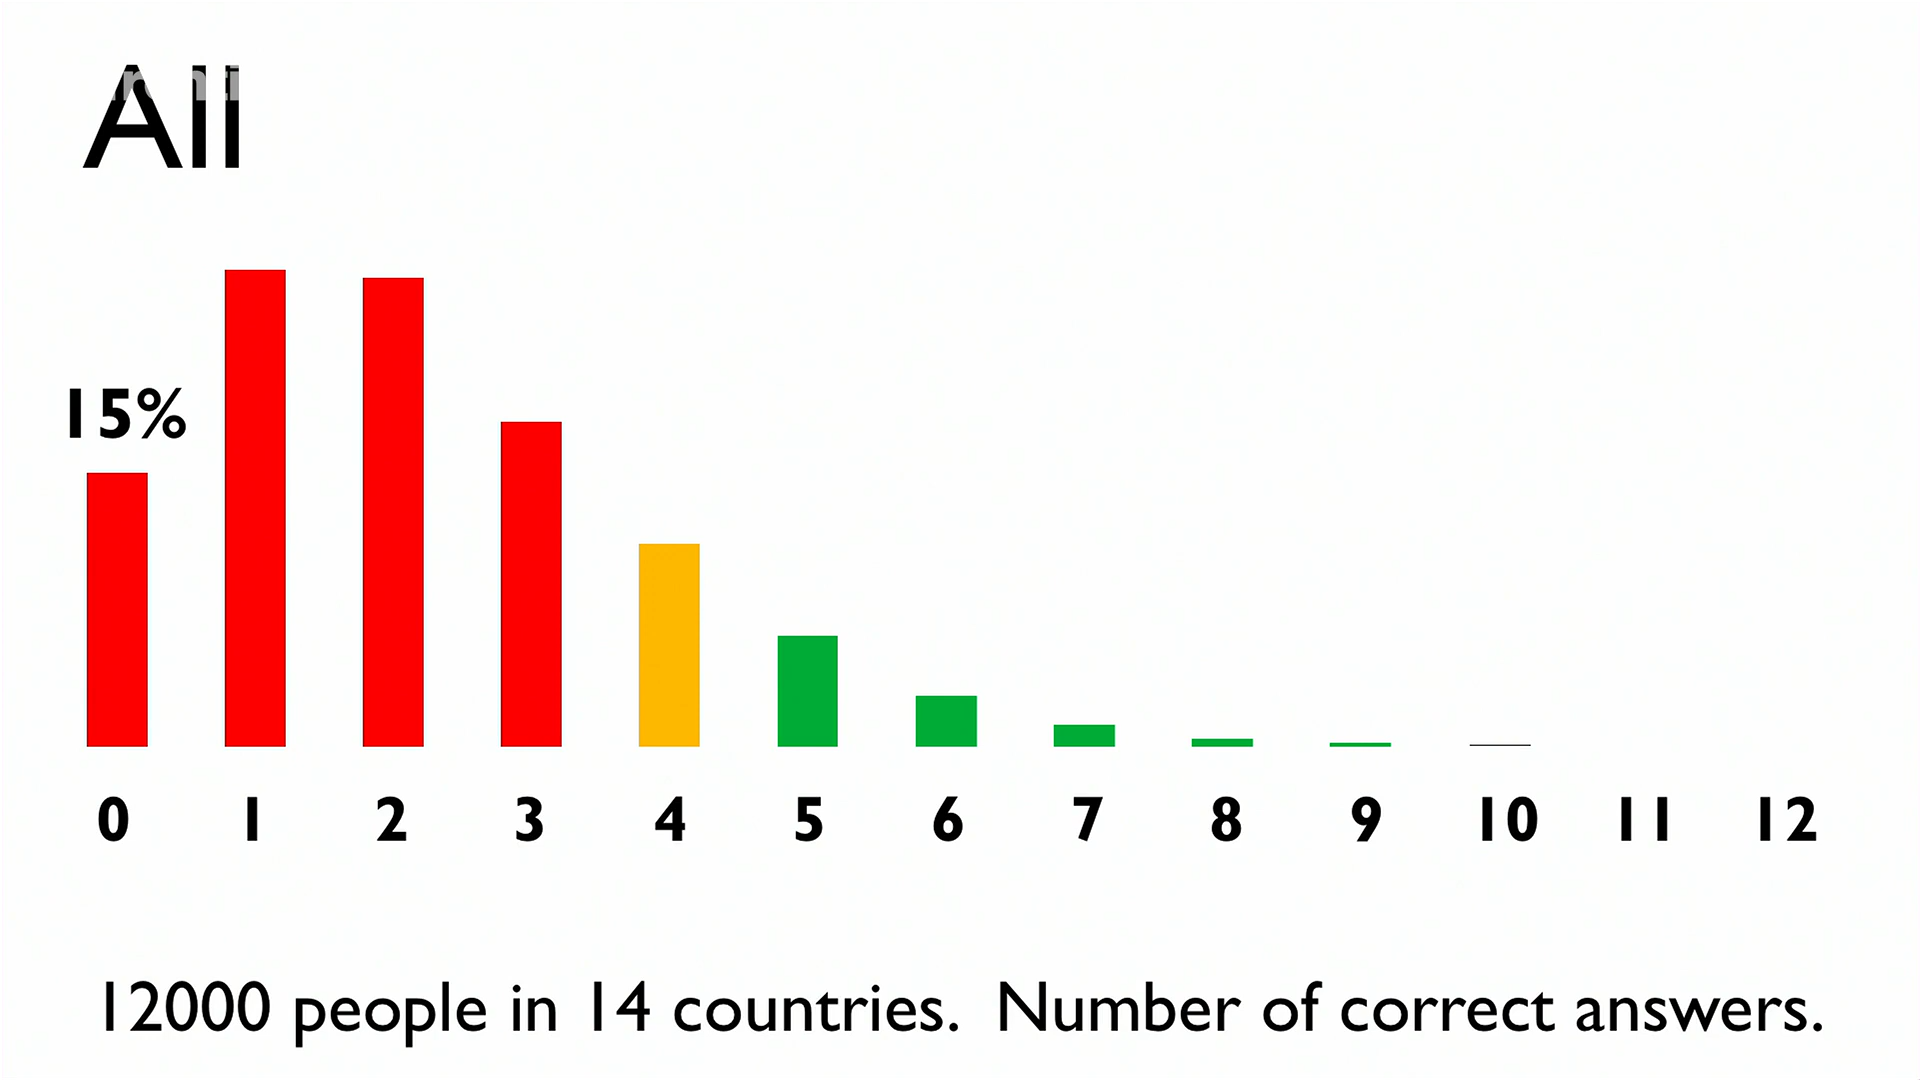 All
15%
0 1 2 3 4 5 6 7 8 9 10 11 12
12000 people in 14 countries. Number of correct answers.